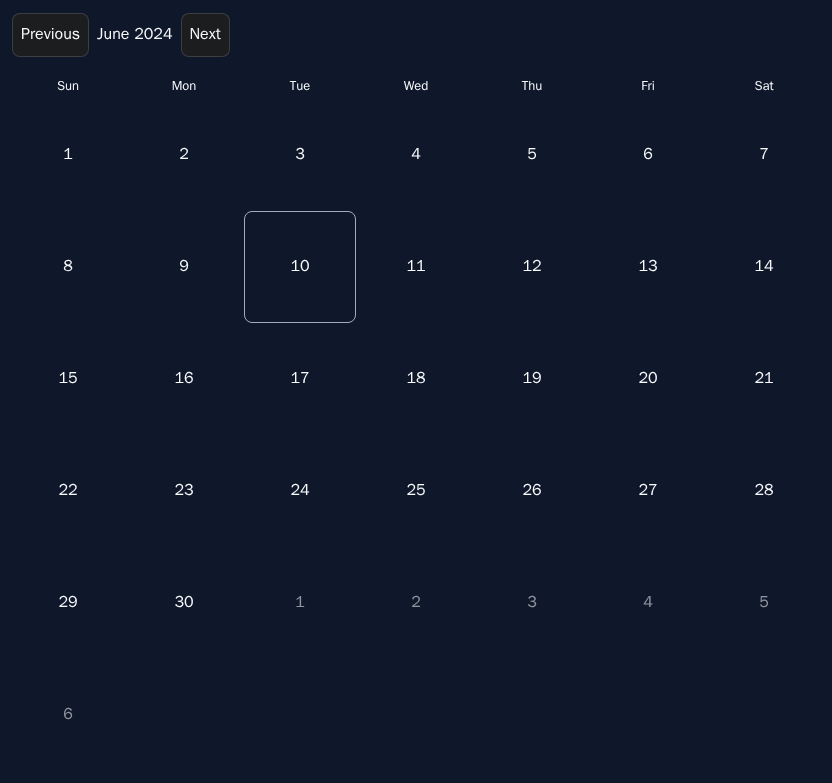 Previous June 2024 Next
Sun Mon Tue Wed Thu Fri Sat
1 2 3 4 5 6 7
8 9 10 11 12 13 14
15 16 17 18 19 20 21
22 23 24 25 26 27 28
29 30 1 2 3 4 5
6